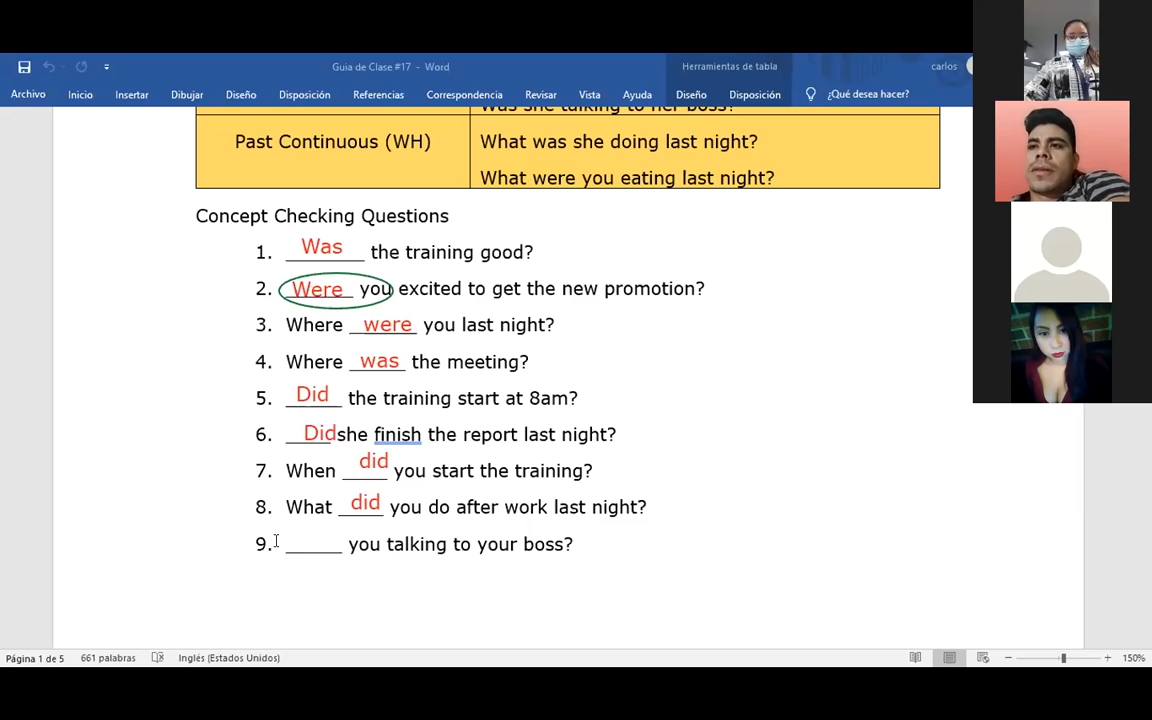 Guia de Clase #17 - Word
Herramientas de tabla
carlos
Archivo Inicio Insertar Dibujar Diseño Disposición Referencias Correspondencia Revisar Vista Ayuda Diseño Disposición ¿Qué desea hacer?
Was she talking to her boss?
Past Continuous (WH)
What was she doing last night?
What were you eating last night?
Concept Checking Questions
1. Was the training good?
2. Were you excited to get the new promotion?
3. Where were you last night?
4. Where was the meeting?
5. Did the training start at 8am?
6. Did she finish the report last night?
7. When did you start the training?
8. What did you do after work last night?
9. ______ you talking to your boss?
Página 1 de 5 661 palabras Inglés (Estados Unidos) 150%